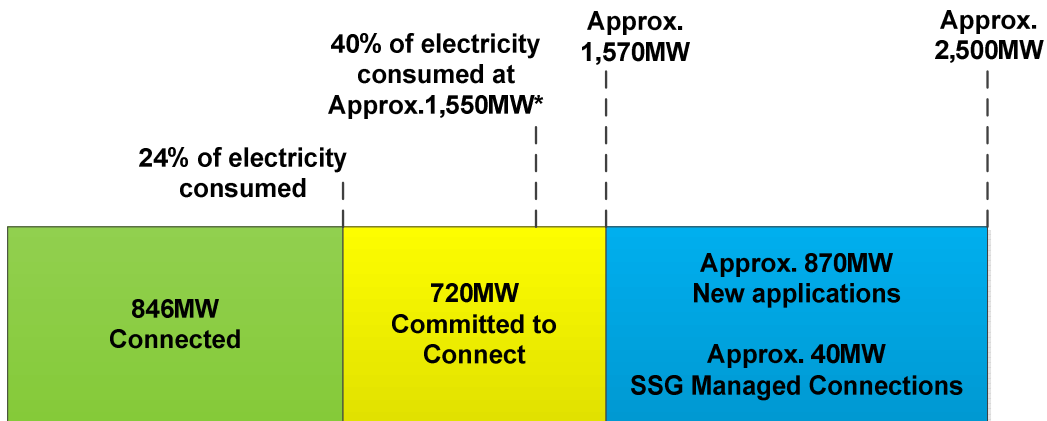 40% of electricity
consumed at
Approx.1,550MW*
Approx.
1,570MW
Approx.
2,500MW
24% of electricity
consumed
846MW
Connected
720MW
Committed to
Connect
Approx. 870MW
New applications
Approx. 40MW
SSG Managed Connections